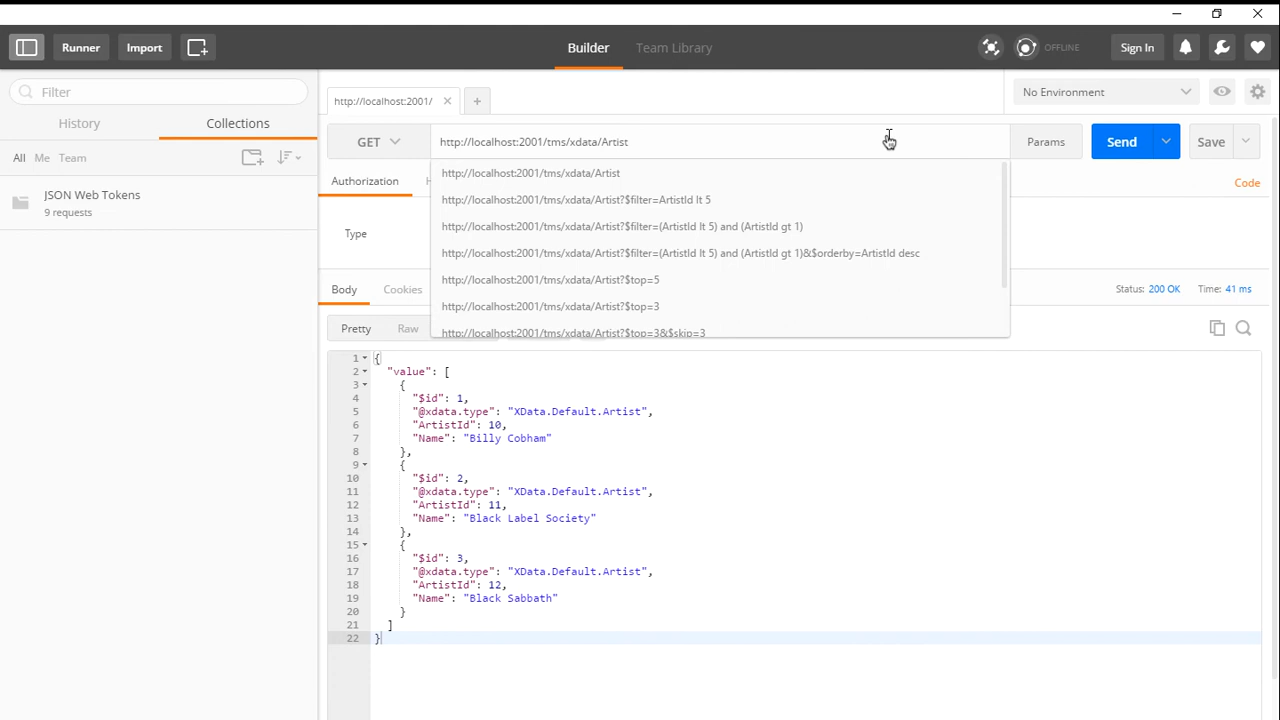 Runner
Import
Builder
Team Library
OFFLINE
Sign In
Filter
http://localhost:2001/
No Environment
History
Collections
GET
http://localhost:2001/tms/xdata/Artist
Params
Send
Save
All Me Team
http://localhost:2001/tms/xdata/Artist
Authorization
Code
JSON Web Tokens
9 requests
http://localhost:2001/tms/xdata/Artist?$filter=ArtistId lt 5
http://localhost:2001/tms/xdata/Artist?$filter=(ArtistId lt 5) and (ArtistId gt 1)
Type
http://localhost:2001/tms/xdata/Artist?$filter=(ArtistId lt 5) and (ArtistId gt 1)&$orderby=ArtistId desc
http://localhost:2001/tms/xdata/Artist?$top=5
Body
Cookies
Status: 200 OK
Time: 41 ms
http://localhost:2001/tms/xdata/Artist?$top=3
Pretty
Raw
http://localhost:2001/tms/xdata/Artist?$top=3&$skip=3
1 {
2 "value": [
3 {
4 "$id": 1,
5 "@xdata.type": "XData.Default.Artist",
6 "ArtistId": 10,
7 "Name": "Billy Cobham"
8 },
9 {
10 "$id": 2,
11 "@xdata.type": "XData.Default.Artist",
12 "ArtistId": 11,
13 "Name": "Black Label Society"
14 },
15 {
16 "$id": 3,
17 "@xdata.type": "XData.Default.Artist",
18 "ArtistId": 12,
19 "Name": "Black Sabbath"
20 }
21 ]
22 }